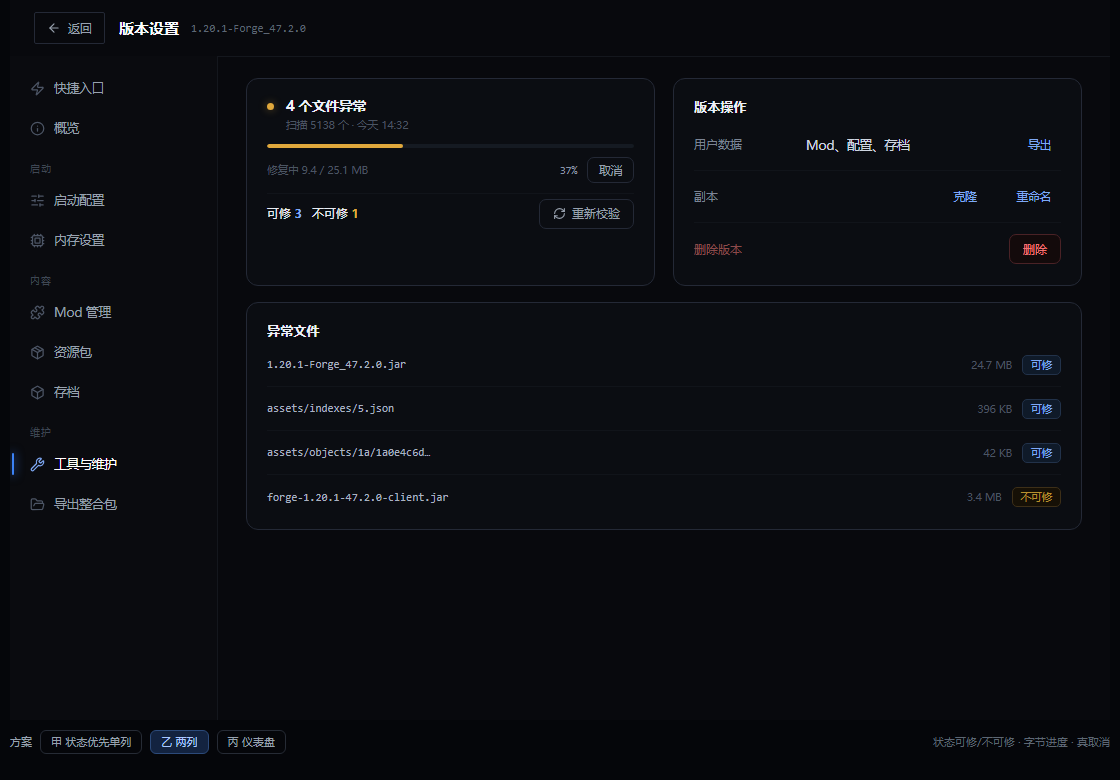 返回 版本设置 1.20.1-Forge_47.2.0
快捷入口
概览
启动
启动配置
内存设置
内容
Mod 管理
资源包
存档
维护
工具与维护
导出整合包
4 个文件异常
扫描 5138 个 · 今天 14:32
修复中 9.4 / 25.1 MB 37% 取消
可修 3 不可修 1 重新校验
版本操作
用户数据 Mod、配置、存档 导出
副本 克隆 重命名
删除版本 删除
异常文件
1.20.1-Forge_47.2.0.jar 24.7 MB 可修
assets/indexes/5.json 396 KB 可修
assets/objects/1a/1a0e4c6d… 42 KB 可修
forge-1.20.1-47.2.0-client.jar 3.4 MB 不可修
方案 甲 状态优先单列 乙 两列 丙 仪表盘 状态可修/不可修 · 字节进度 · 真取消